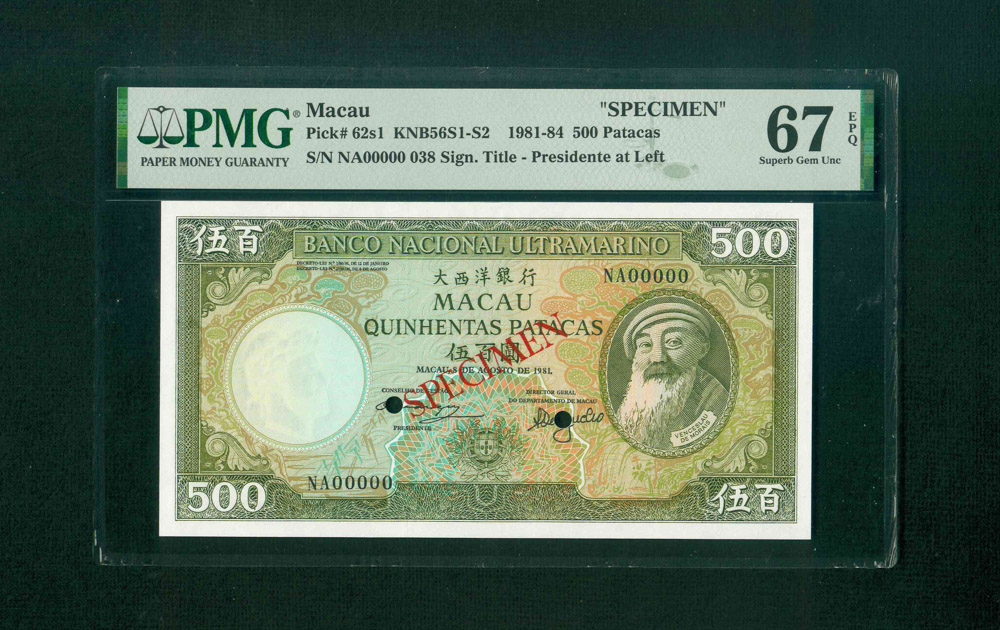 PMG®
PAPER MONEY GUARANTY
Macau "SPECIMEN"
Pick# 62s1 KNB56S1-S2 1981-84 500 Patacas
S/N NA00000 038 Sign. Title - Presidente at Left
67 EPQ
Superb Gem Unc
伍百 BANCO NACIONAL ULTRAMARINO 500
大西洋銀行
NA00000
MACAU
QUINHENTAS PATACAS
伍百圓
SPECIMEN
MACAU, 8 DE AGOSTO DE 1981.
PRESIDENTE
DIRECTOR GERAL
DO DEPARTAMENTO DE MACAU
VENCESLAU
DE MORAIS
NA00000
500 伍百